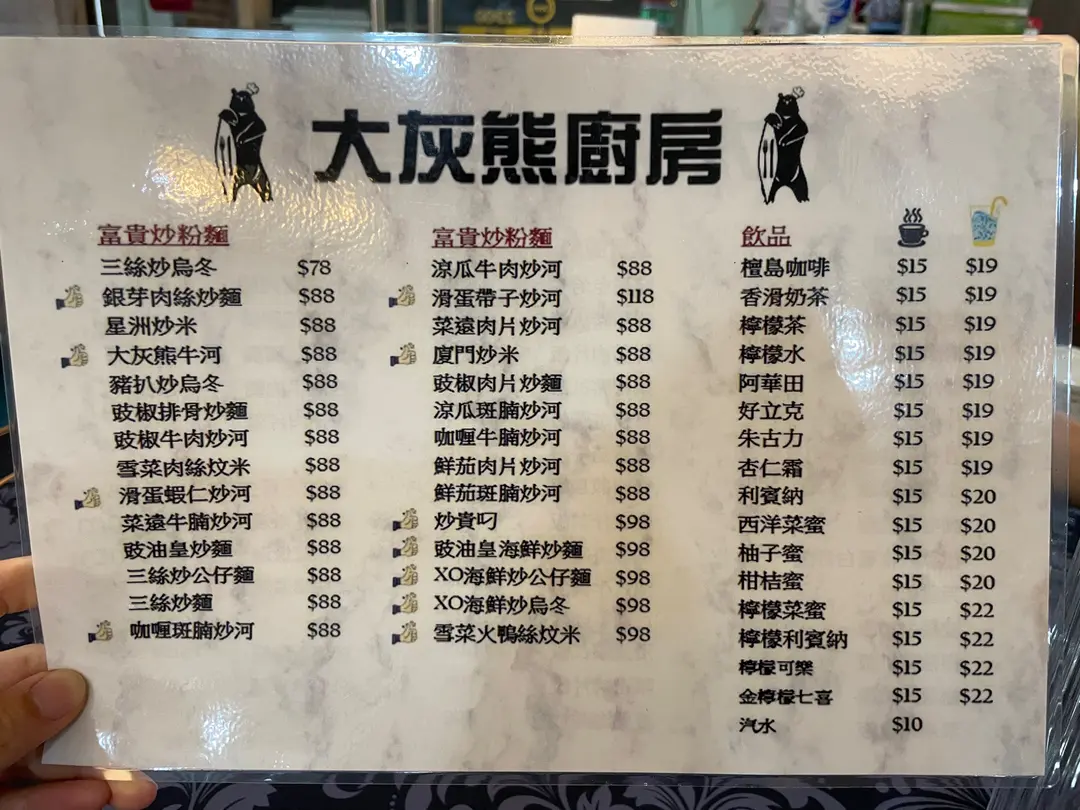 大灰熊廚房
富貴炒粉麵
三絲炒烏冬 $78
銀芽肉絲炒麵 $88
星洲炒米 $88
大灰熊牛河 $88
豬扒炒烏冬 $88
豉椒排骨炒麵 $88
豉椒牛肉炒河 $88
雪菜肉絲炆米 $88
滑蛋蝦仁炒河 $88
菜遠牛腩炒河 $88
豉油皇炒麵 $88
三絲炒公仔麵 $88
三絲炒麵 $88
咖喱斑腩炒河 $88
富貴炒粉麵
涼瓜牛肉炒河 $88
滑蛋帶子炒河 $118
菜遠肉片炒河 $88
廈門炒米 $88
豉椒肉片炒麵 $88
涼瓜斑腩炒河 $88
咖喱牛腩炒河 $88
鮮茄肉片炒河 $88
鮮茄斑腩炒河 $88
炒貴叼 $98
豉油皇海鮮炒麵 $98
XO海鮮炒公仔麵 $98
XO海鮮炒烏冬 $98
雪菜火鴨絲炆米 $98
飲品
檀島咖啡 $15 $19
香滑奶茶 $15 $19
檸檬茶 $15 $19
檸檬水 $15 $19
阿華田 $15 $19
好立克 $15 $19
朱古力 $15 $19
杏仁霜 $15 $19
利賓納 $15 $20
西洋菜蜜 $15 $20
柚子蜜 $15 $20
柑桔蜜 $15 $20
檸檬菜蜜 $15 $22
檸檬利賓納 $15 $22
檸檬可樂 $15 $22
金檸檬七喜 $15 $22
汽水 $10